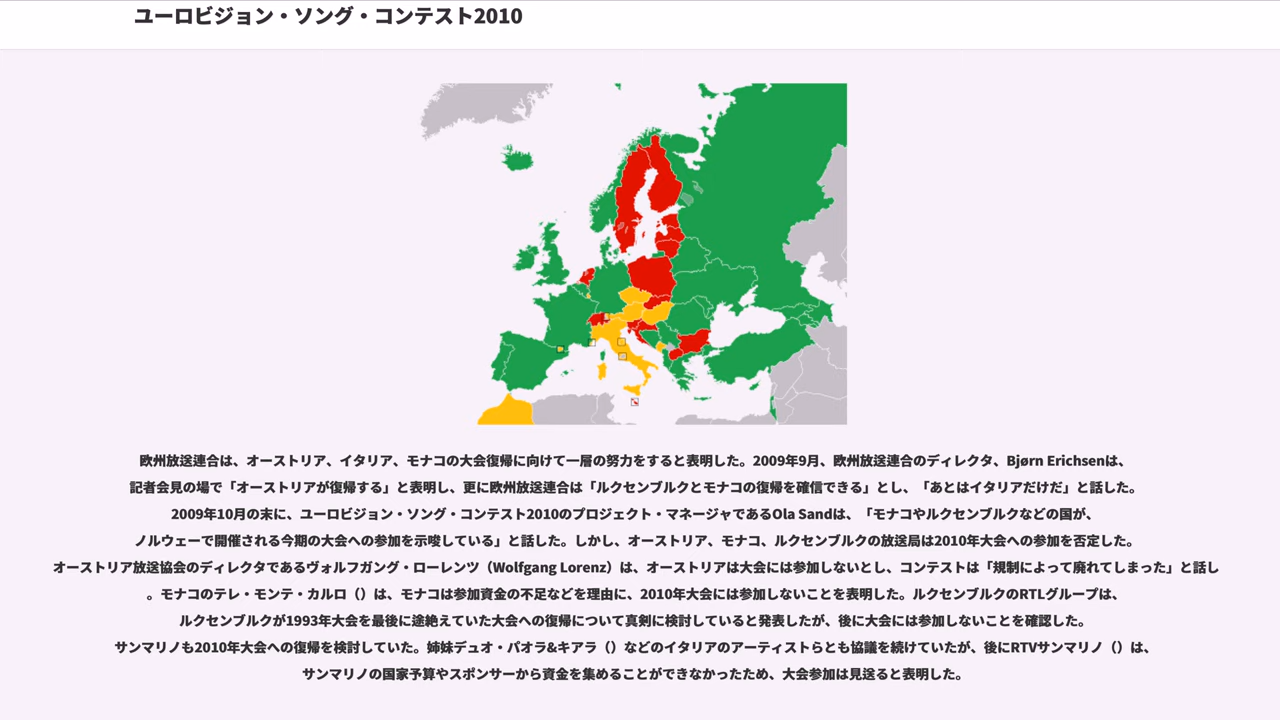 ユーロビジョン・ソング・コンテスト2010
欧州放送連合は、オーストリア、イタリア、モナコの大会復帰に向けて一層の努力をすると表明した。2009年9月、欧州放送連合のディレクタ、Bjørn Erichsenは、
記者会見の場で「オーストリアが復帰する」と表明し、更に欧州放送連合は「ルクセンブルクとモナコの復帰を確信できる」とし、「あとはイタリアだけだ」と話した。
2009年10月の末に、ユーロビジョン・ソング・コンテスト2010のプロジェクト・マネージャであるOla Sandは、「モナコやルクセンブルクなどの国が、
ノルウェーで開催される今期の大会への参加を示唆している」と話した。しかし、オーストリア、モナコ、ルクセンブルクの放送局は2010年大会への参加を否定した。
オーストリア放送協会のディレクタであるヴォルフガング・ローレンツ（Wolfgang Lorenz）は、オーストリアは大会には参加しないとし、コンテストは「規制によって廃れてしまった」と話し
。モナコのテレ・モンテ・カルロ（）は、モナコは参加資金の不足などを理由に、2010年大会には参加しないことを表明した。ルクセンブルクのRTLグループは、
ルクセンブルクが1993年大会を最後に途絶えていた大会への復帰について真剣に検討していると発表したが、後に大会には参加しないことを確認した。
サンマリノも2010年大会への復帰を検討していた。姉妹デュオ・パオラ&キアラ（）などのイタリアのアーティストらとも協議を続けていたが、後にRTVサンマリノ（）は、
サンマリノの国家予算やスポンサーから資金を集めることができなかったため、大会参加は見送ると表明した。